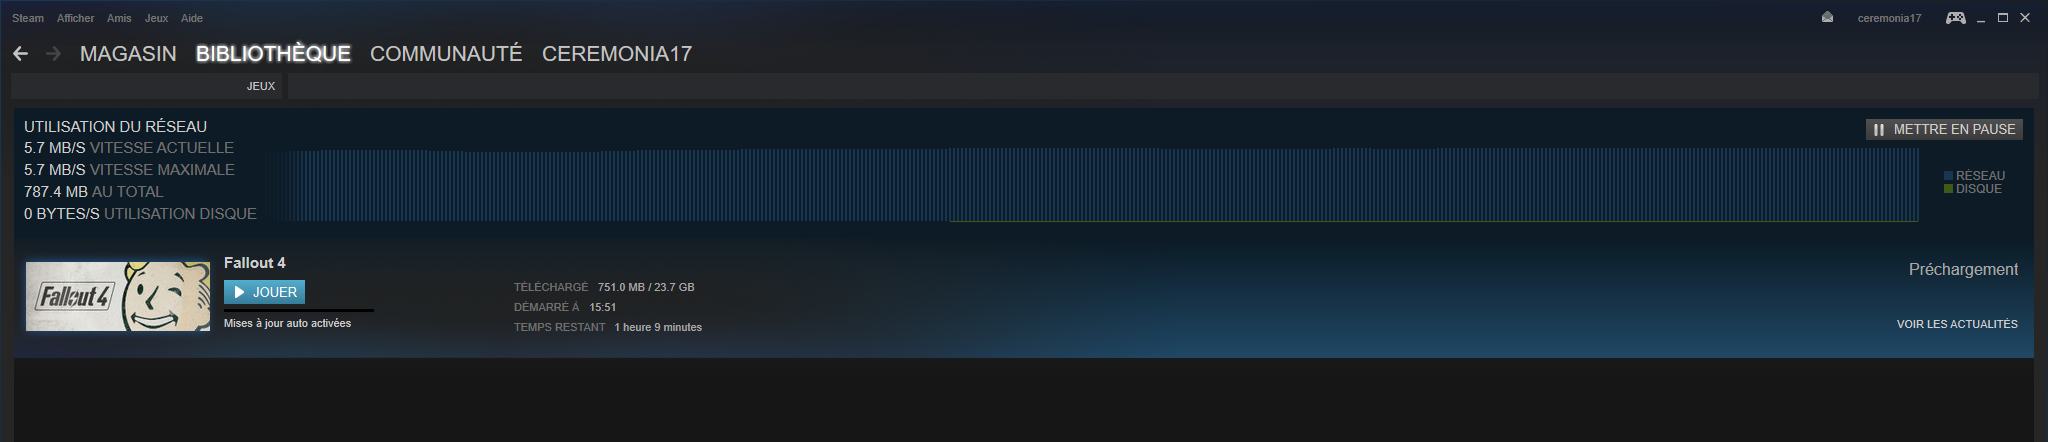 Steam Afficher Amis Jeux Aide ceremonia17
MAGASIN BIBLIOTHÈQUE COMMUNAUTÉ CEREMONIA17
JEUX
UTILISATION DU RÉSEAU
METTRE EN PAUSE
5.7 MB/S VITESSE ACTUELLE
5.7 MB/S VITESSE MAXIMALE
RÉSEAU
787.4 MB AU TOTAL
DISQUE
0 BYTES/S UTILISATION DISQUE
Fallout 4
Fallout 4
JOUER
Mises à jour auto activées
TÉLÉCHARGÉ 751.0 MB / 23.7 GB
DÉMARRÉ À 15:51
TEMPS RESTANT 1 heure 9 minutes
Préchargement
VOIR LES ACTUALITÉS